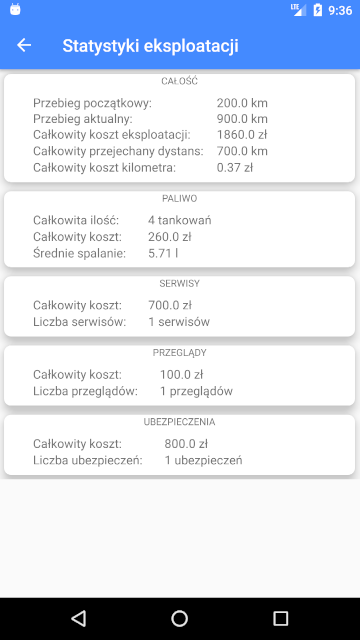 LTE 9:36
Statystyki eksploatacji
CAŁOŚĆ
Przebieg początkowy: 200.0 km
Przebieg aktualny: 900.0 km
Całkowity koszt eksploatacji: 1860.0 zł
Całkowity przejechany dystans: 700.0 km
Całkowity koszt kilometra: 0.37 zł
PALIWO
Całkowita ilość: 4 tankowań
Całkowity koszt: 260.0 zł
Średnie spalanie: 5.71 l
SERWISY
Całkowity koszt: 700.0 zł
Liczba serwisów: 1 serwisów
PRZEGLĄDY
Całkowity koszt: 100.0 zł
Liczba przeglądów: 1 przeglądów
UBEZPIECZENIA
Całkowity koszt: 800.0 zł
Liczba ubezpieczeń: 1 ubezpieczeń